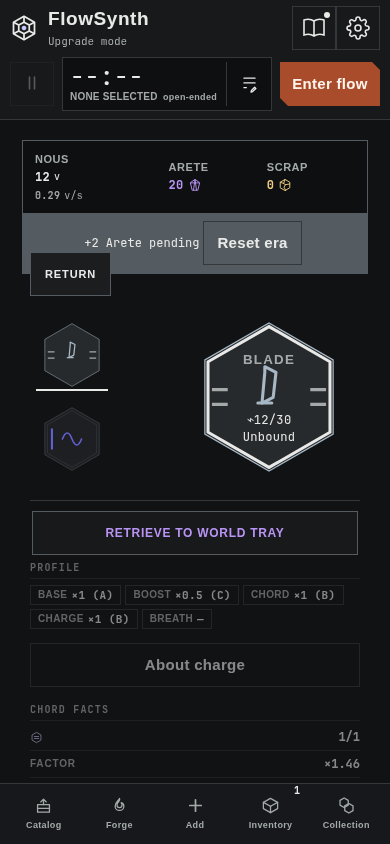 FlowSynth
Upgrade mode
--:--
NONE SELECTED open-ended
Enter flow
NOUS
12 v
0.29 v/s
ARETE
20
SCRAP
0
+2 Arete pending
Reset era
RETURN
BLADE
⌁12/30
Unbound
RETRIEVE TO WORLD TRAY
PROFILE
BASE ×1 (A)
BOOST ×0.5 (C)
CHORD ×1 (B)
CHARGE ×1 (B)
BREATH —
About charge
CHORD FACTS
1/1
FACTOR ×1.46
Catalog
Forge
Add
1
Inventory
Collection